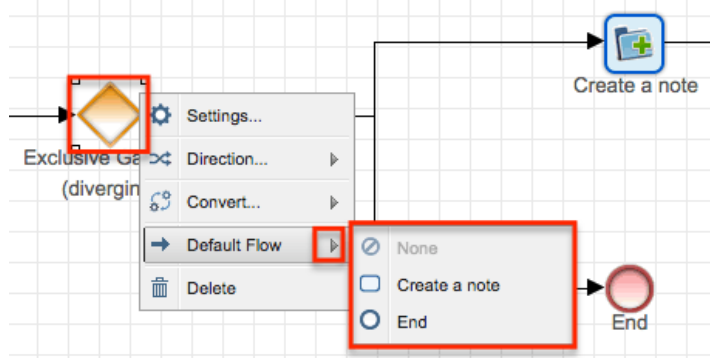 Create a note
Settings...
Exclusive Ga
Direction...
(divergin
Convert...
Default Flow
None
Create a note
Delete
End
End